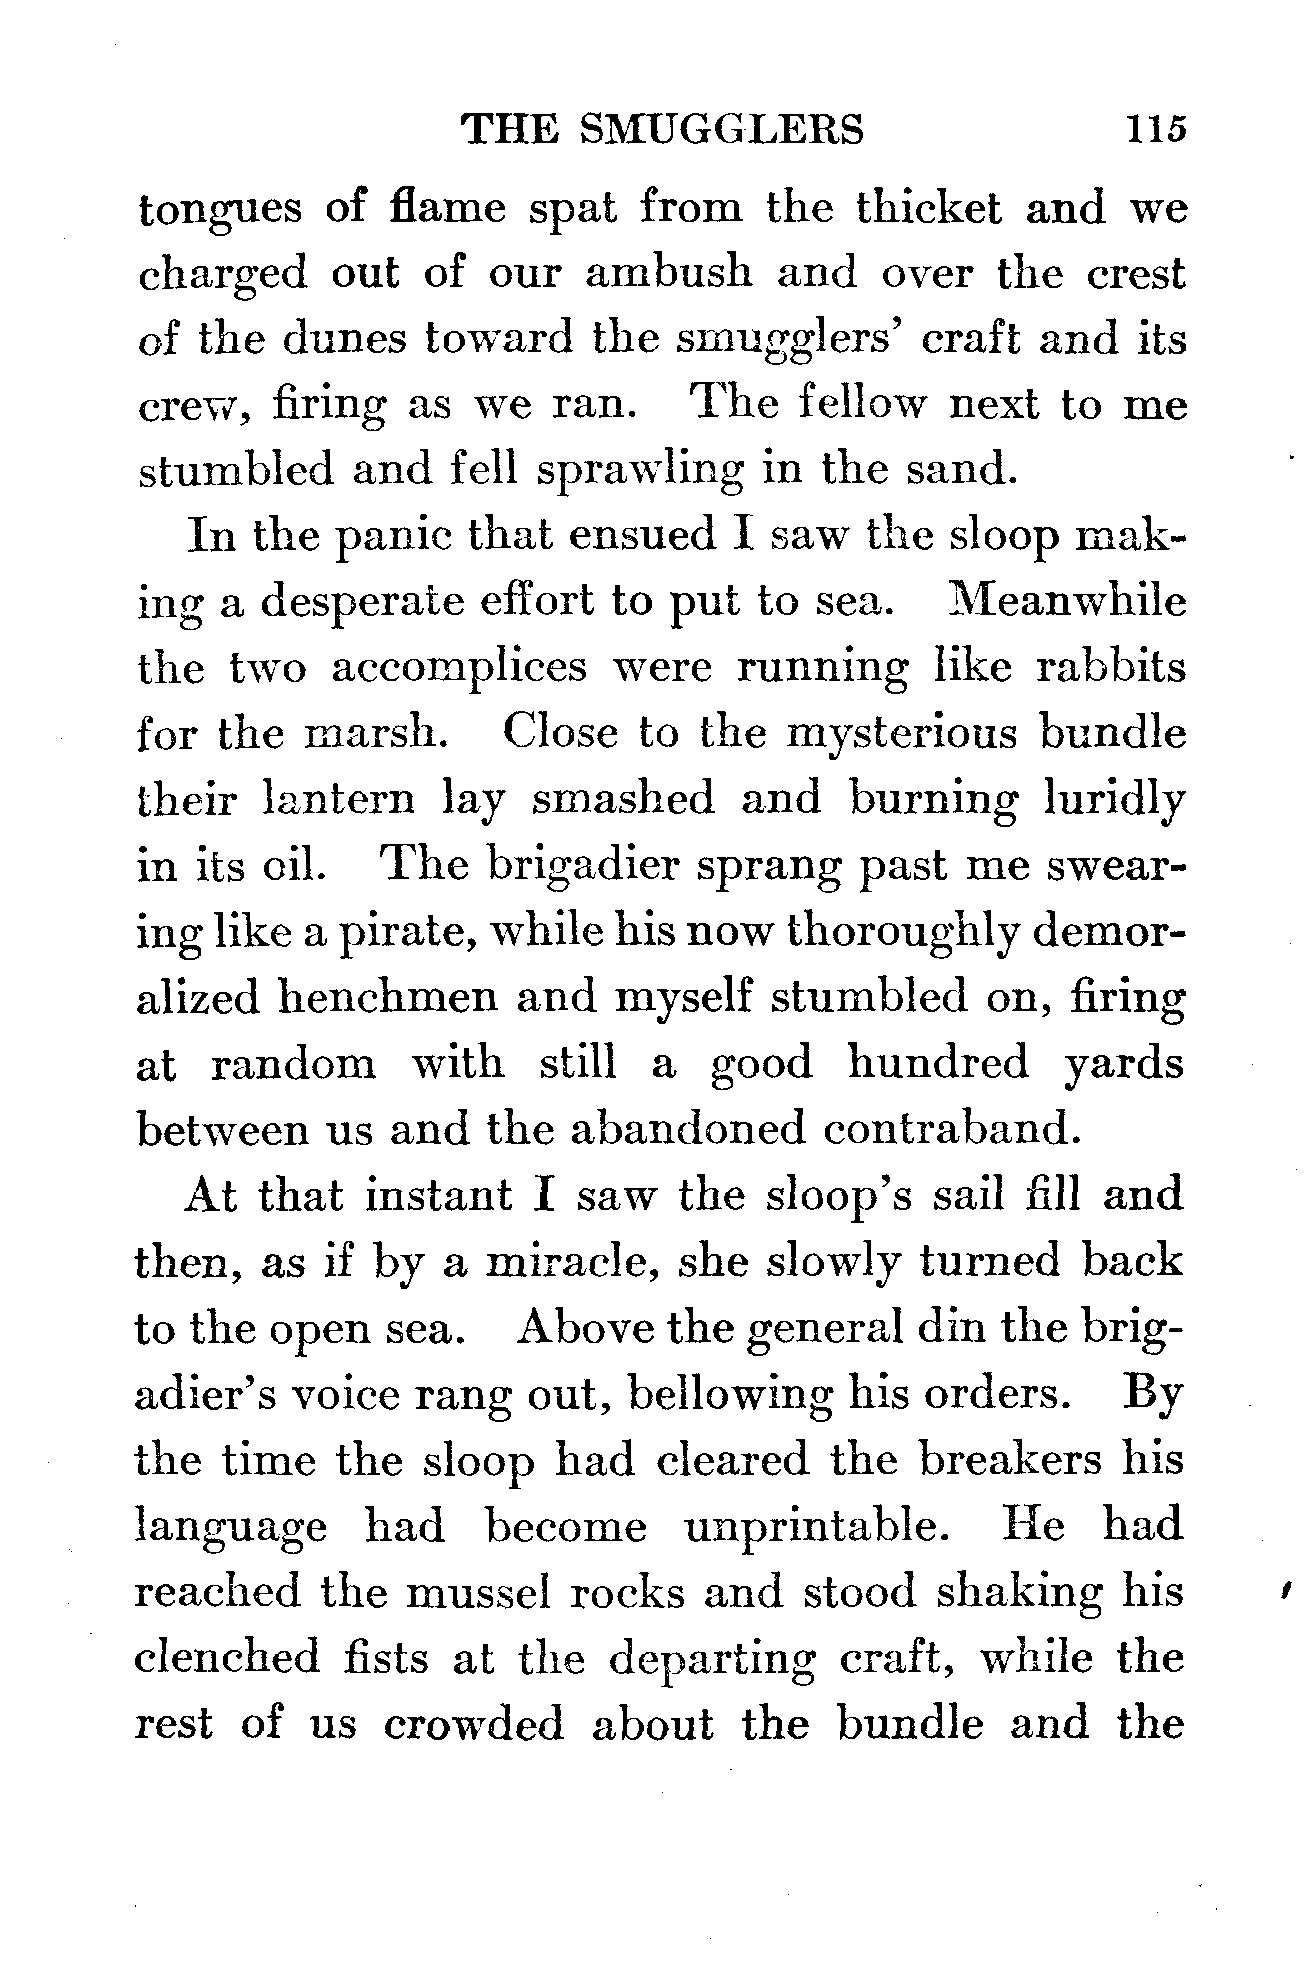 THE SMUGGLERS 115
tongues of flame spat from the thicket and we
charged out of our ambush and over the crest
of the dunes toward the smugglers’ craft and its
crew, firing as we ran. The fellow next to me
stumbled and fell sprawling in the sand.
In the panic that ensued I saw the sloop mak-
ing a desperate effort to put to sea. Meanwhile
the two accomplices were running like rabbits
for the marsh. Close to the mysterious bundle
their lantern lay smashed and burning luridly
in its oil. The brigadier sprang past me swear-
ing like a pirate, while his now thoroughly demor-
alized henchmen and myself stumbled on, firing
at random with still a good hundred yards
between us and the abandoned contraband.
At that instant I saw the sloop’s sail fill and
then, as if by a miracle, she slowly turned back
to the open sea. Above the general din the brig-
adier’s voice rang out, bellowing his orders. By
the time the sloop had cleared the breakers his
language had become unprintable. He had
reached the mussel rocks and stood shaking his
clenched fists at the departing craft, while the
rest of us crowded about the bundle and the